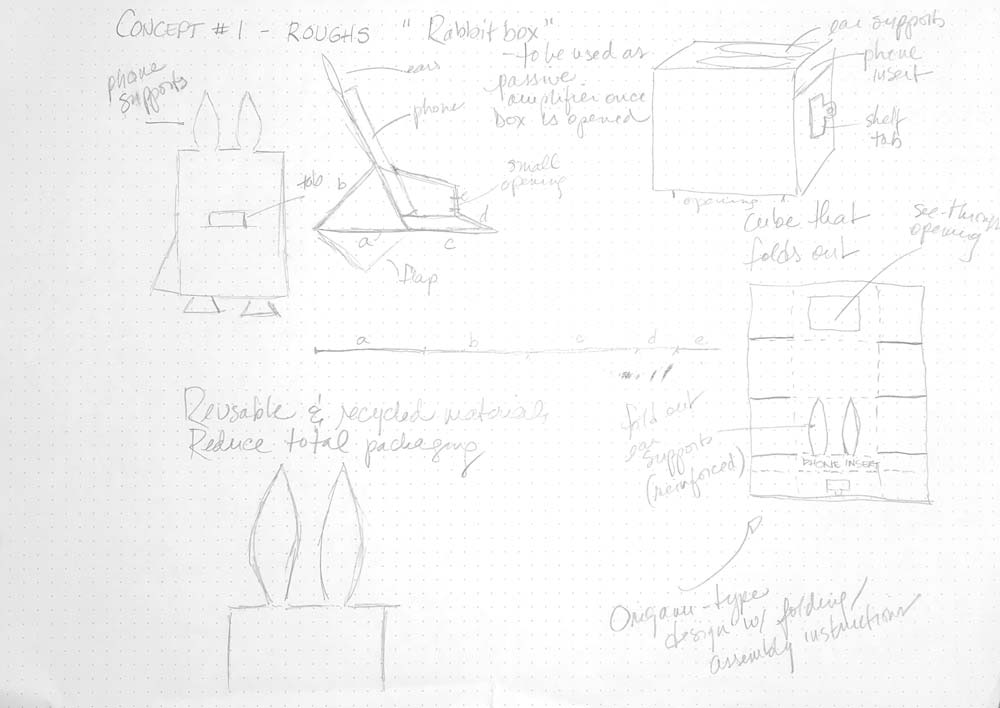 CONCEPT #1 - ROUGHS "Rabbit box"
- to be used as
passive
amplifier once
box is opened
phone
supports
tab
ears
phone
small
opening
a
b
c
d
e
flap
ear supports
phone
insert
shelf
tab
opening
Cube that
folds out
see-through
opening
a b c d e
Reusable & recycled materials
Reduce total packaging
fold out
ear
supports
(reinforced)
PHONE INSERT
Origami-type
design w/ folding/
assembly instructions